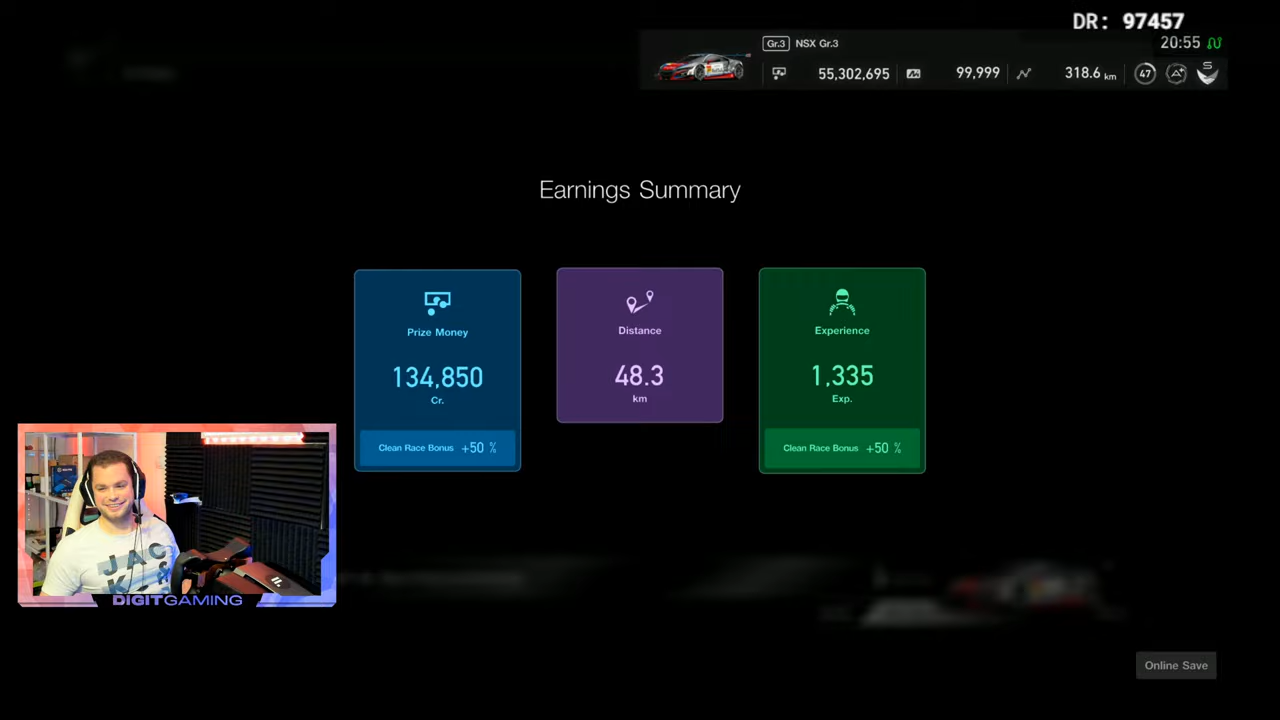 DR: 97457
20:55
Gr.3 NSX Gr.3
55,302,695 99,999 318.6 km 47 A+ S
Earnings Summary
Prize Money
134,850
Cr.
Clean Race Bonus +50 %
Distance
48.3
km
Experience
1,335
Exp.
Clean Race Bonus +50 %
JAC
K
DIGITGAMING
Online Save